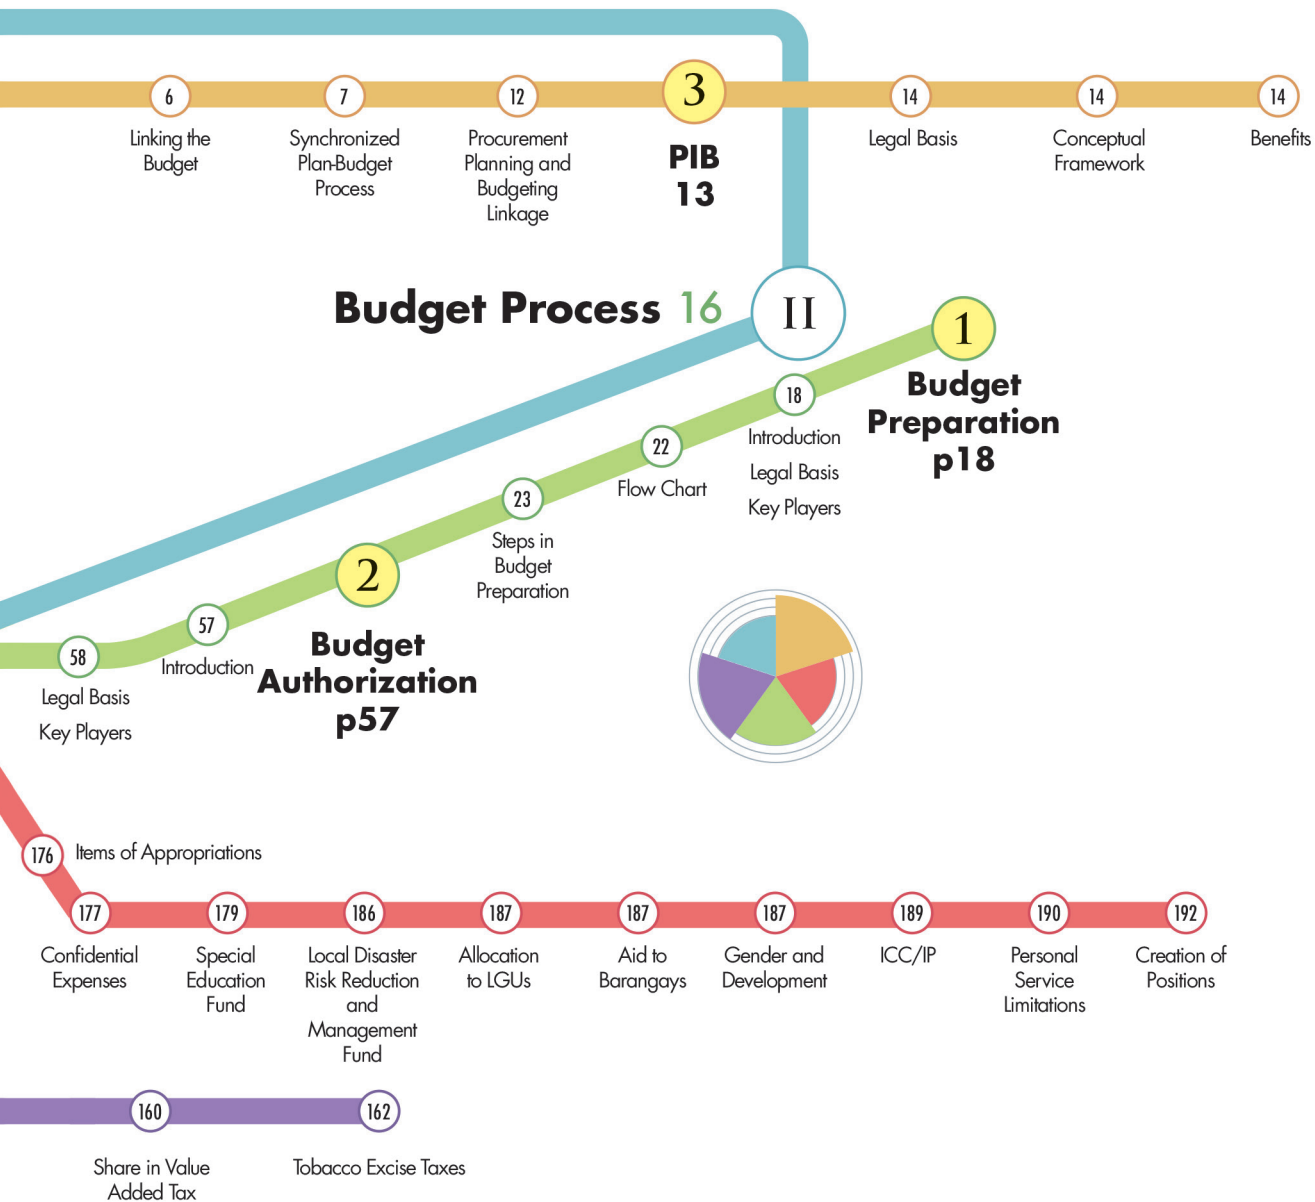 6
Linking the
Budget
7
Synchronized
Plan-Budget
Process
12
Procurement
Planning and
Budgeting
Linkage
3
PIB
13
14
Legal Basis
14
Conceptual
Framework
14
Benefits
Budget Process 16
II
1
Budget
Preparation
p18
18
Introduction
Legal Basis
Key Players
22
Flow Chart
23
Steps in
Budget
Preparation
2
Budget
Authorization
p57
57
Introduction
58
Legal Basis
Key Players
176
Items of Appropriations
177
Confidential
Expenses
179
Special
Education
Fund
186
Local Disaster
Risk Reduction
and
Management
Fund
187
Allocation
to LGUs
187
Aid to
Barangays
187
Gender and
Development
189
ICC/IP
190
Personal
Service
Limitations
192
Creation of
Positions
160
Share in Value
Added Tax
162
Tobacco Excise Taxes